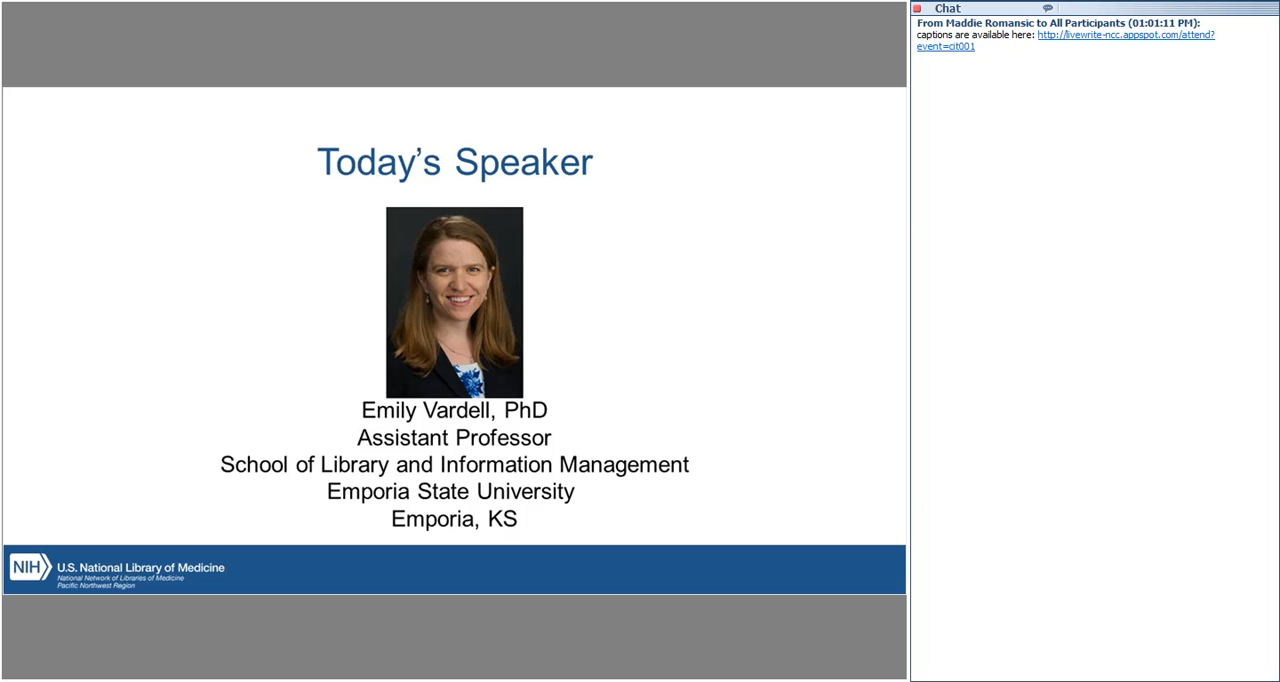 Today's Speaker
Emily Vardell, PhD
Assistant Professor
School of Library and Information Management
Emporia State University
Emporia, KS
NIH
U.S. National Library of Medicine
National Network of Libraries of Medicine
Pacific Northwest Region
Chat
From Maddie Romansic to All Participants (01:01:11 PM):
captions are available here: http://livewrite-ncc.appspot.com/attend?
event=cit001